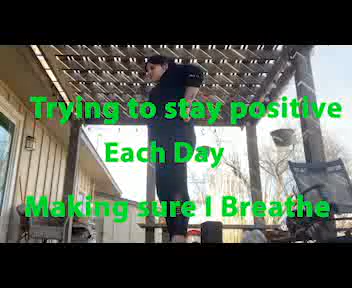 Trying to stay positive
Each Day
Making sure I Breathe